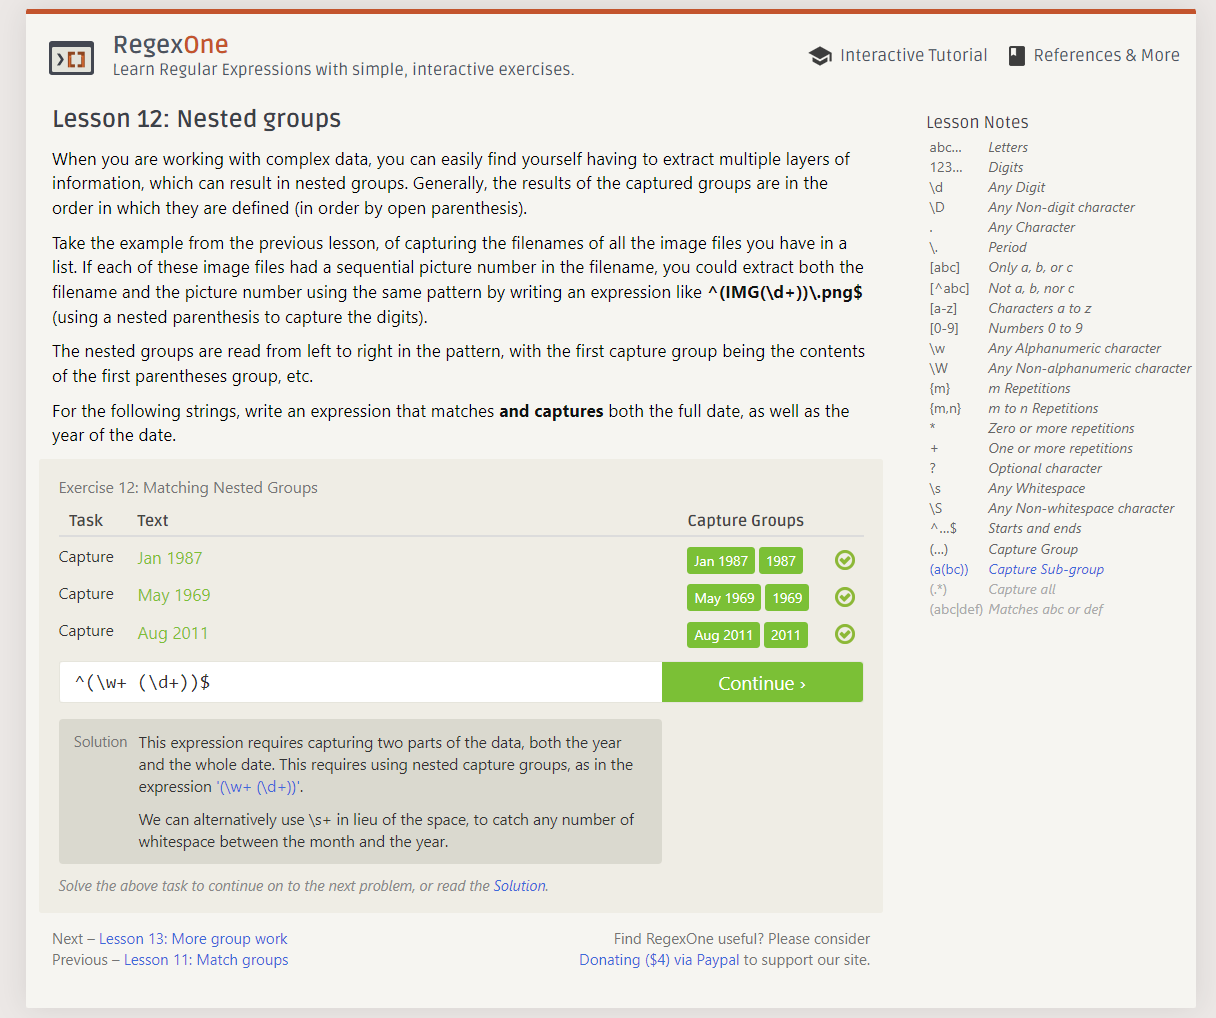 RegexOne
Learn Regular Expressions with simple, interactive exercises.
Interactive Tutorial
References & More
Lesson 12: Nested groups
When you are working with complex data, you can easily find yourself having to extract multiple layers of
information, which can result in nested groups. Generally, the results of the captured groups are in the
order in which they are defined (in order by open parenthesis).
Take the example from the previous lesson, of capturing the filenames of all the image files you have in a
list. If each of these image files had a sequential picture number in the filename, you could extract both the
filename and the picture number using the same pattern by writing an expression like ^(IMG(\d+))\.png$
(using a nested parenthesis to capture the digits).
The nested groups are read from left to right in the pattern, with the first capture group being the contents
of the first parentheses group, etc.
For the following strings, write an expression that matches and captures both the full date, as well as the
year of the date.
Exercise 12: Matching Nested Groups
Task Text Capture Groups
Capture Jan 1987 Jan 1987 1987
Capture May 1969 May 1969 1969
Capture Aug 2011 Aug 2011 2011
^(\w+ (\d+))$
Continue ›
Solution This expression requires capturing two parts of the data, both the year
and the whole date. This requires using nested capture groups, as in the
expression '(\w+ (\d+))'.
We can alternatively use \s+ in lieu of the space, to catch any number of
whitespace between the month and the year.
Solve the above task to continue on to the next problem, or read the Solution.
Next – Lesson 13: More group work
Previous – Lesson 11: Match groups
Find RegexOne useful? Please consider
Donating ($4) via Paypal to support our site.
Lesson Notes
abc… Letters
123… Digits
\d Any Digit
\D Any Non-digit character
. Any Character
\. Period
[abc] Only a, b, or c
[^abc] Not a, b, nor c
[a-z] Characters a to z
[0-9] Numbers 0 to 9
\w Any Alphanumeric character
\W Any Non-alphanumeric character
{m} m Repetitions
{m,n} m to n Repetitions
* Zero or more repetitions
+ One or more repetitions
? Optional character
\s Any Whitespace
\S Any Non-whitespace character
^…$ Starts and ends
(…) Capture Group
(a(bc)) Capture Sub-group
(.*) Capture all
(abc|def) Matches abc or def